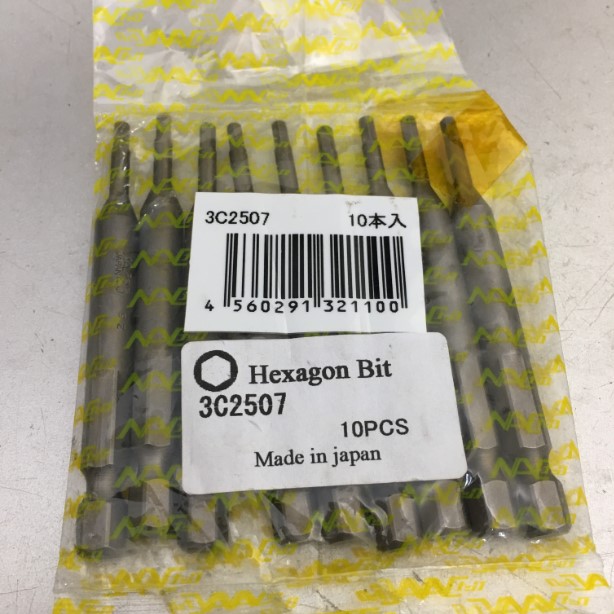 3C2507 10本入
4 560291 321100
Hexagon Bit
3C2507
10PCS
Made in japan